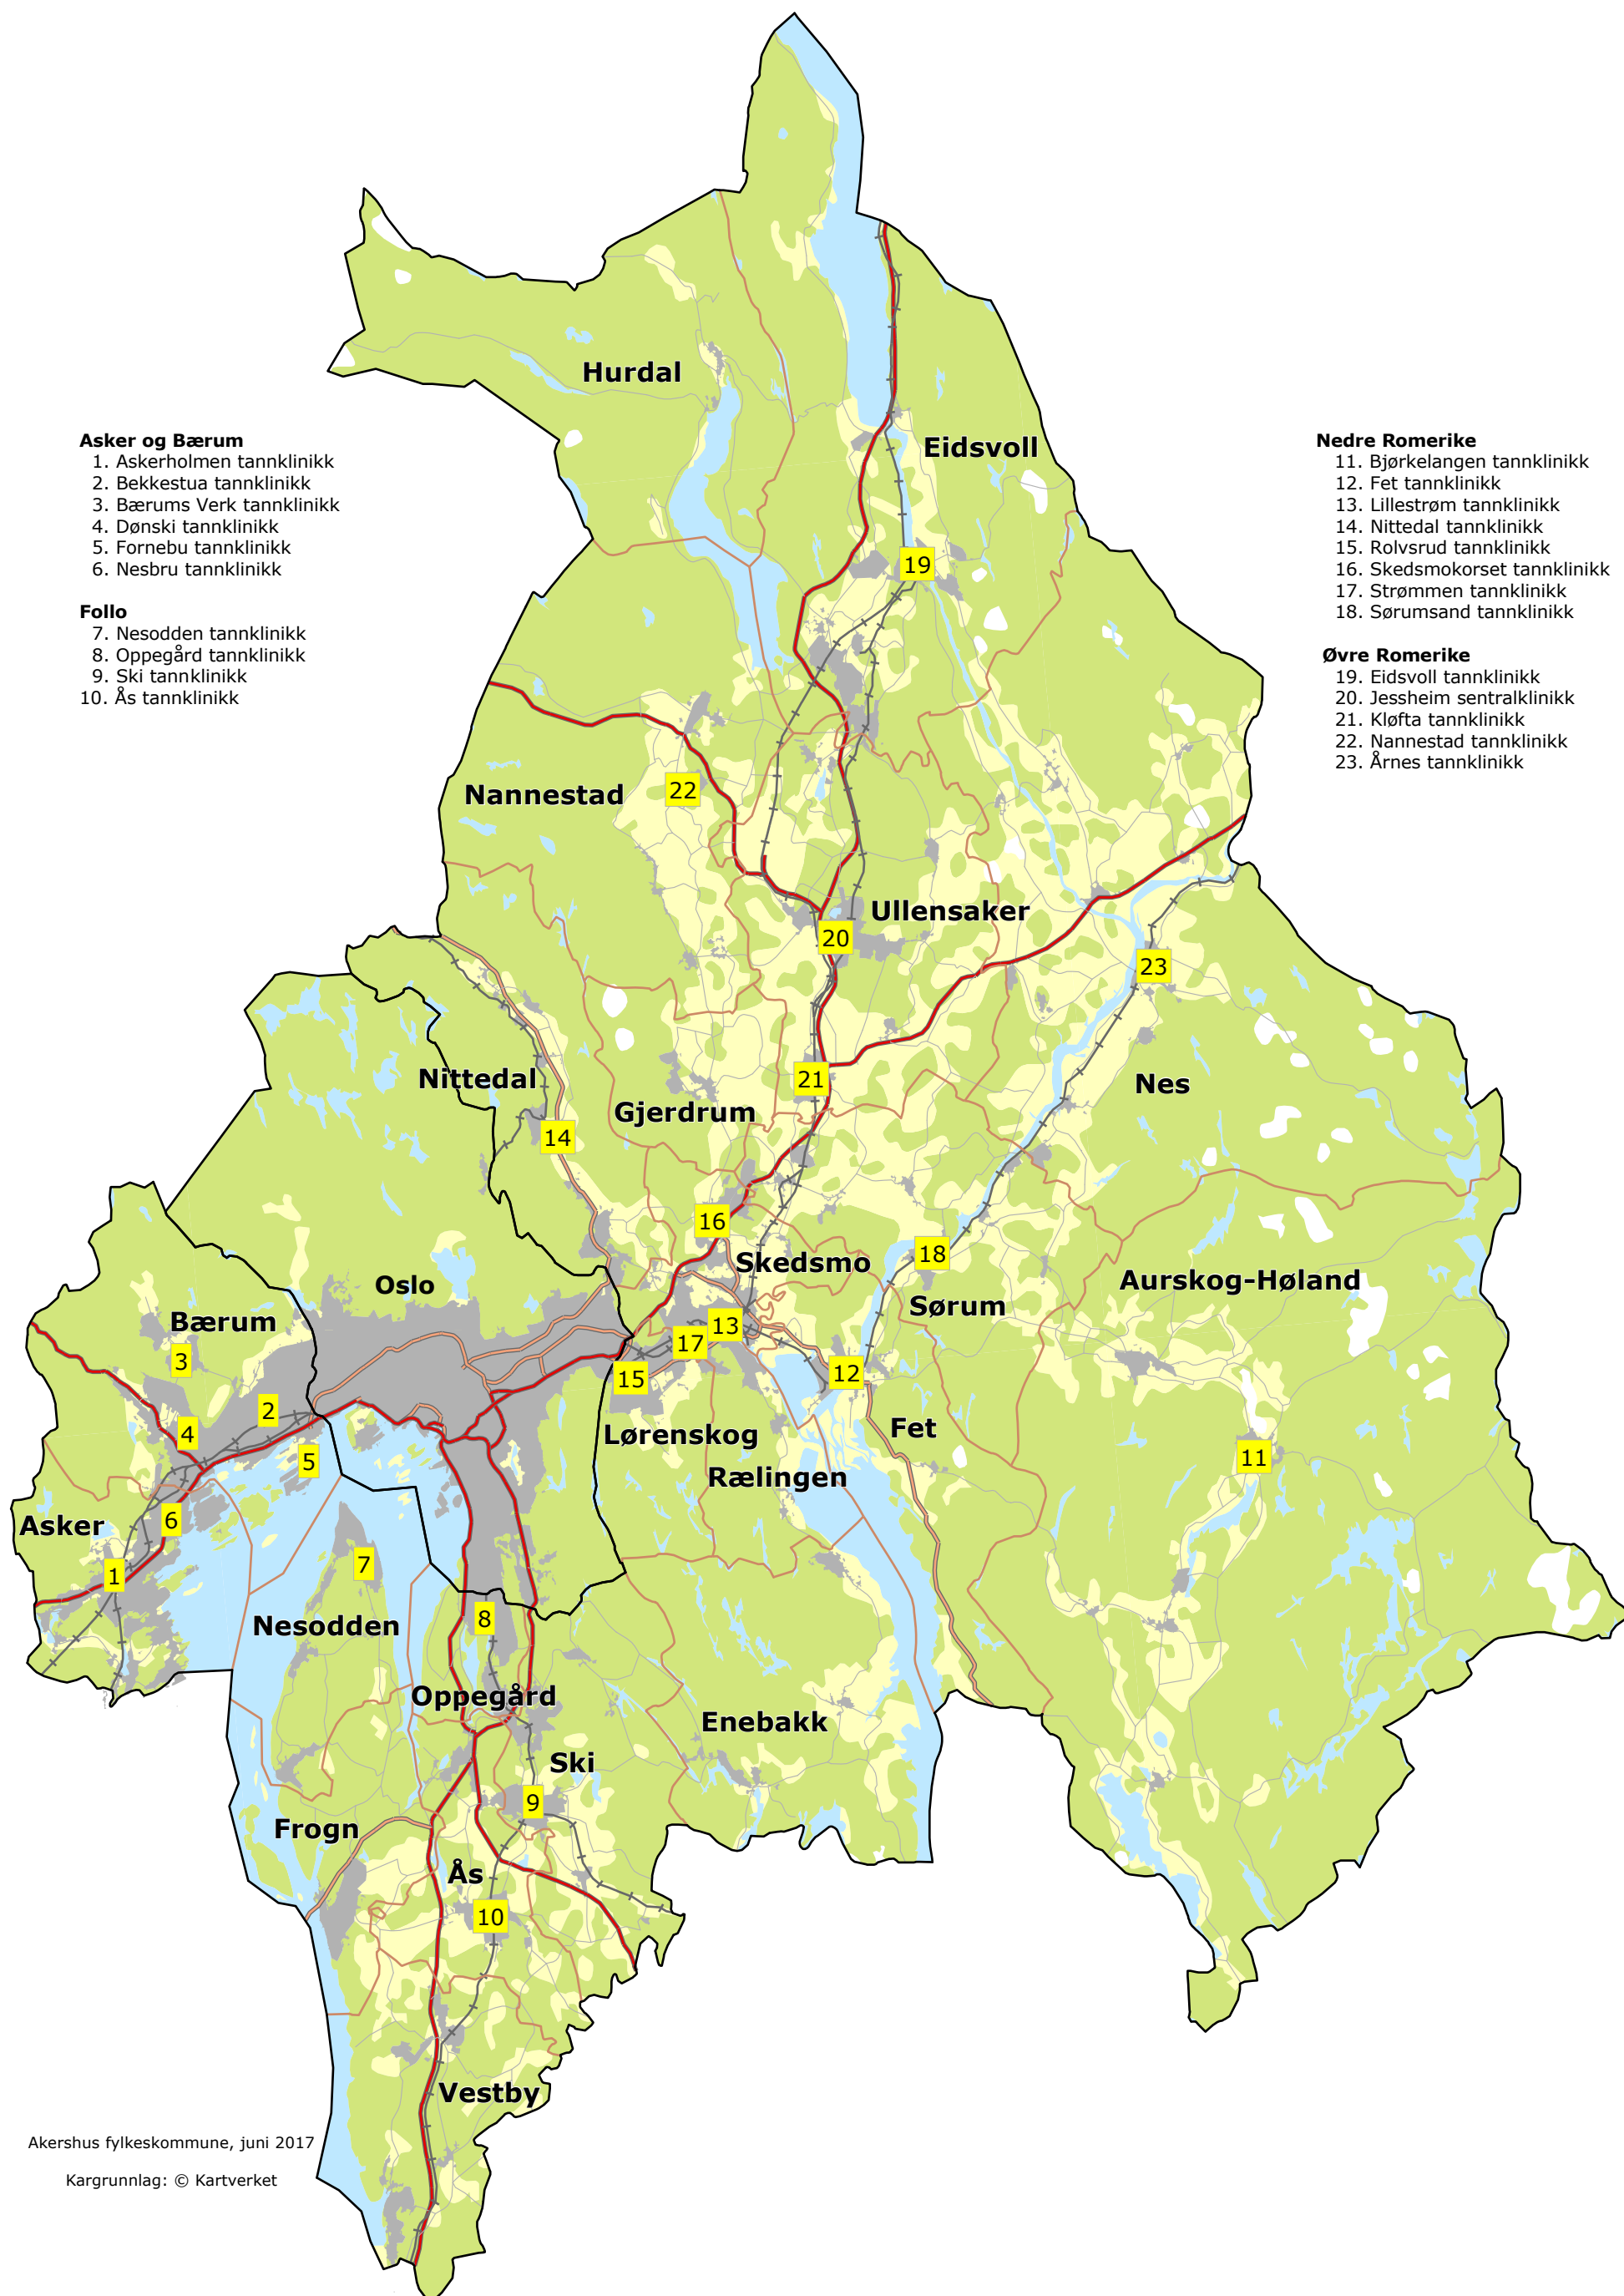 Hurdal
Eidsvoll
Asker og Bærum
1. Askerholmen tannklinikk
2. Bekkestua tannklinikk
3. Bærums Verk tannklinikk
4. Dønski tannklinikk
5. Fornebu tannklinikk
6. Nesbru tannklinikk
Follo
7. Nesodden tannklinikk
8. Oppegård tannklinikk
9. Ski tannklinikk
10. Ås tannklinikk
Nedre Romerike
11. Bjørkelangen tannklinikk
12. Fet tannklinikk
13. Lillestrøm tannklinikk
14. Nittedal tannklinikk
15. Rolvsrud tannklinikk
16. Skedsmokorset tannklinikk
17. Strømmen tannklinikk
18. Sørumsand tannklinikk
Øvre Romerike
19. Eidsvoll tannklinikk
20. Jessheim sentralklinikk
21. Kløfta tannklinikk
22. Nannestad tannklinikk
23. Årnes tannklinikk
19
Nannestad
22
Ullensaker
20
23
Nittedal
21
Nes
Gjerdrum
14
16
18
Skedsmo
Aurskog-Høland
Oslo
Sørum
Bærum
13
17
3
12
15
2
Fet
4
Lørenskog
11
5
Rælingen
6
Asker
7
1
8
Nesodden
Oppegård
Enebakk
Ski
9
Frogn
Ås
10
Vestby
Akershus fylkeskommune, juni 2017
Kargrunnlag: © Kartverket